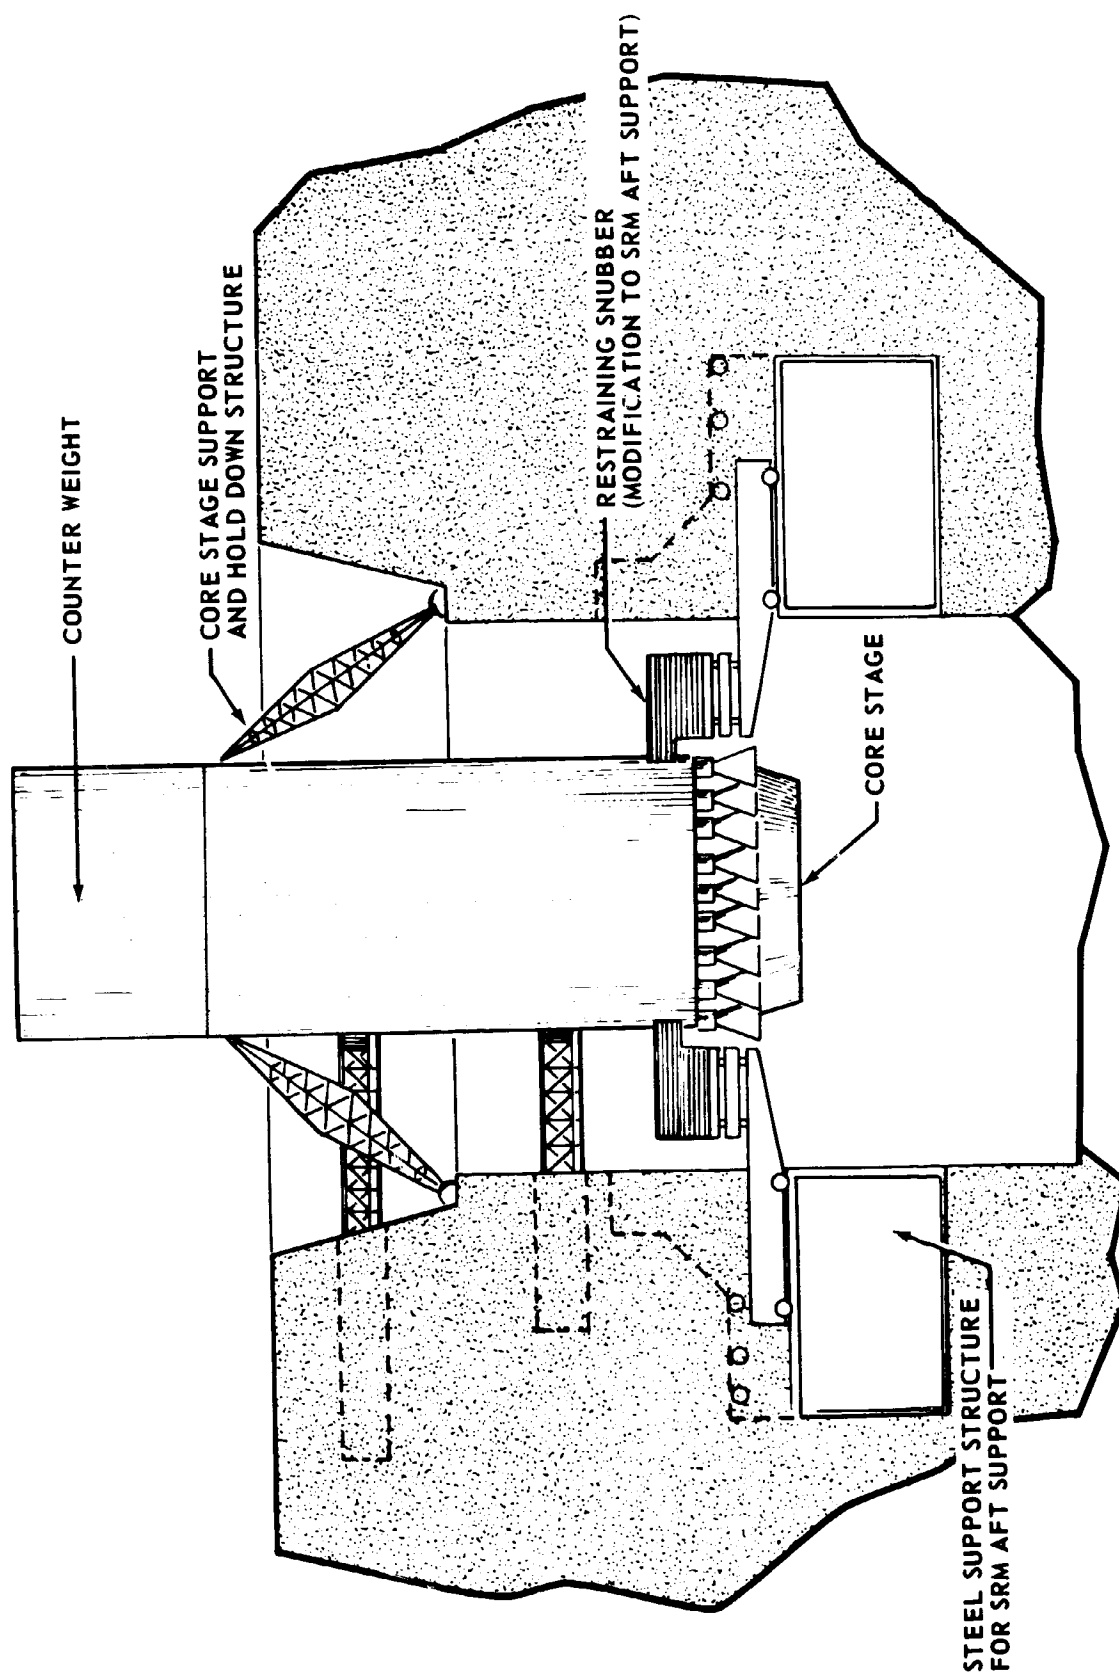 COUNTER WEIGHT
CORE STAGE SUPPORT
AND HOLD DOWN STRUCTURE
RESTRAINING SNUBBER
(MODIFICATION TO SRM AFT SUPPORT)
CORE STAGE
STEEL SUPPORT STRUCTURE
FOR SRM AFT SUPPORT